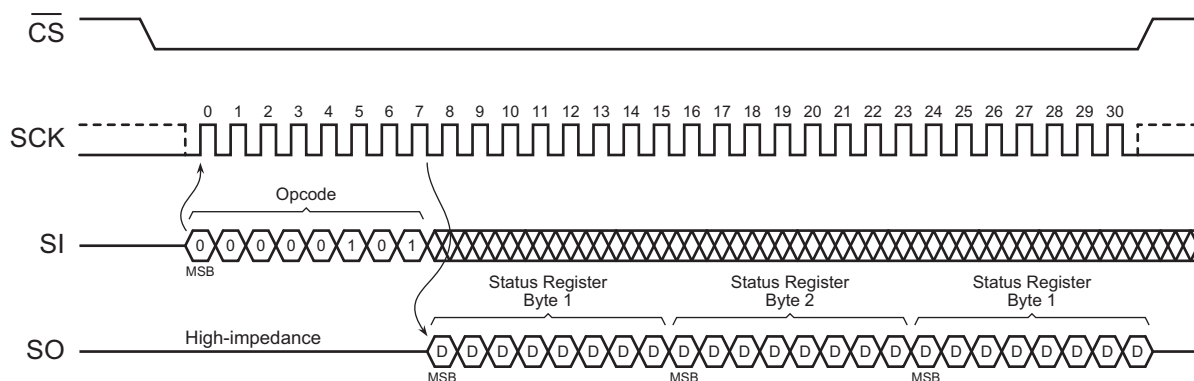 CS
SCK
0 1 2 3 4 5 6 7 8 9 10 11 12 13 14 15 16 17 18 19 20 21 22 23 24 25 26 27 28 29 30
Opcode
SI
0 0 0 0 0 1 0 1
MSB
Status Register
Byte 1
Status Register
Byte 2
Status Register
Byte 1
High-impedance
SO
D D D D D D D D D D D D D D D D D D D D D D D D
MSB MSB MSB